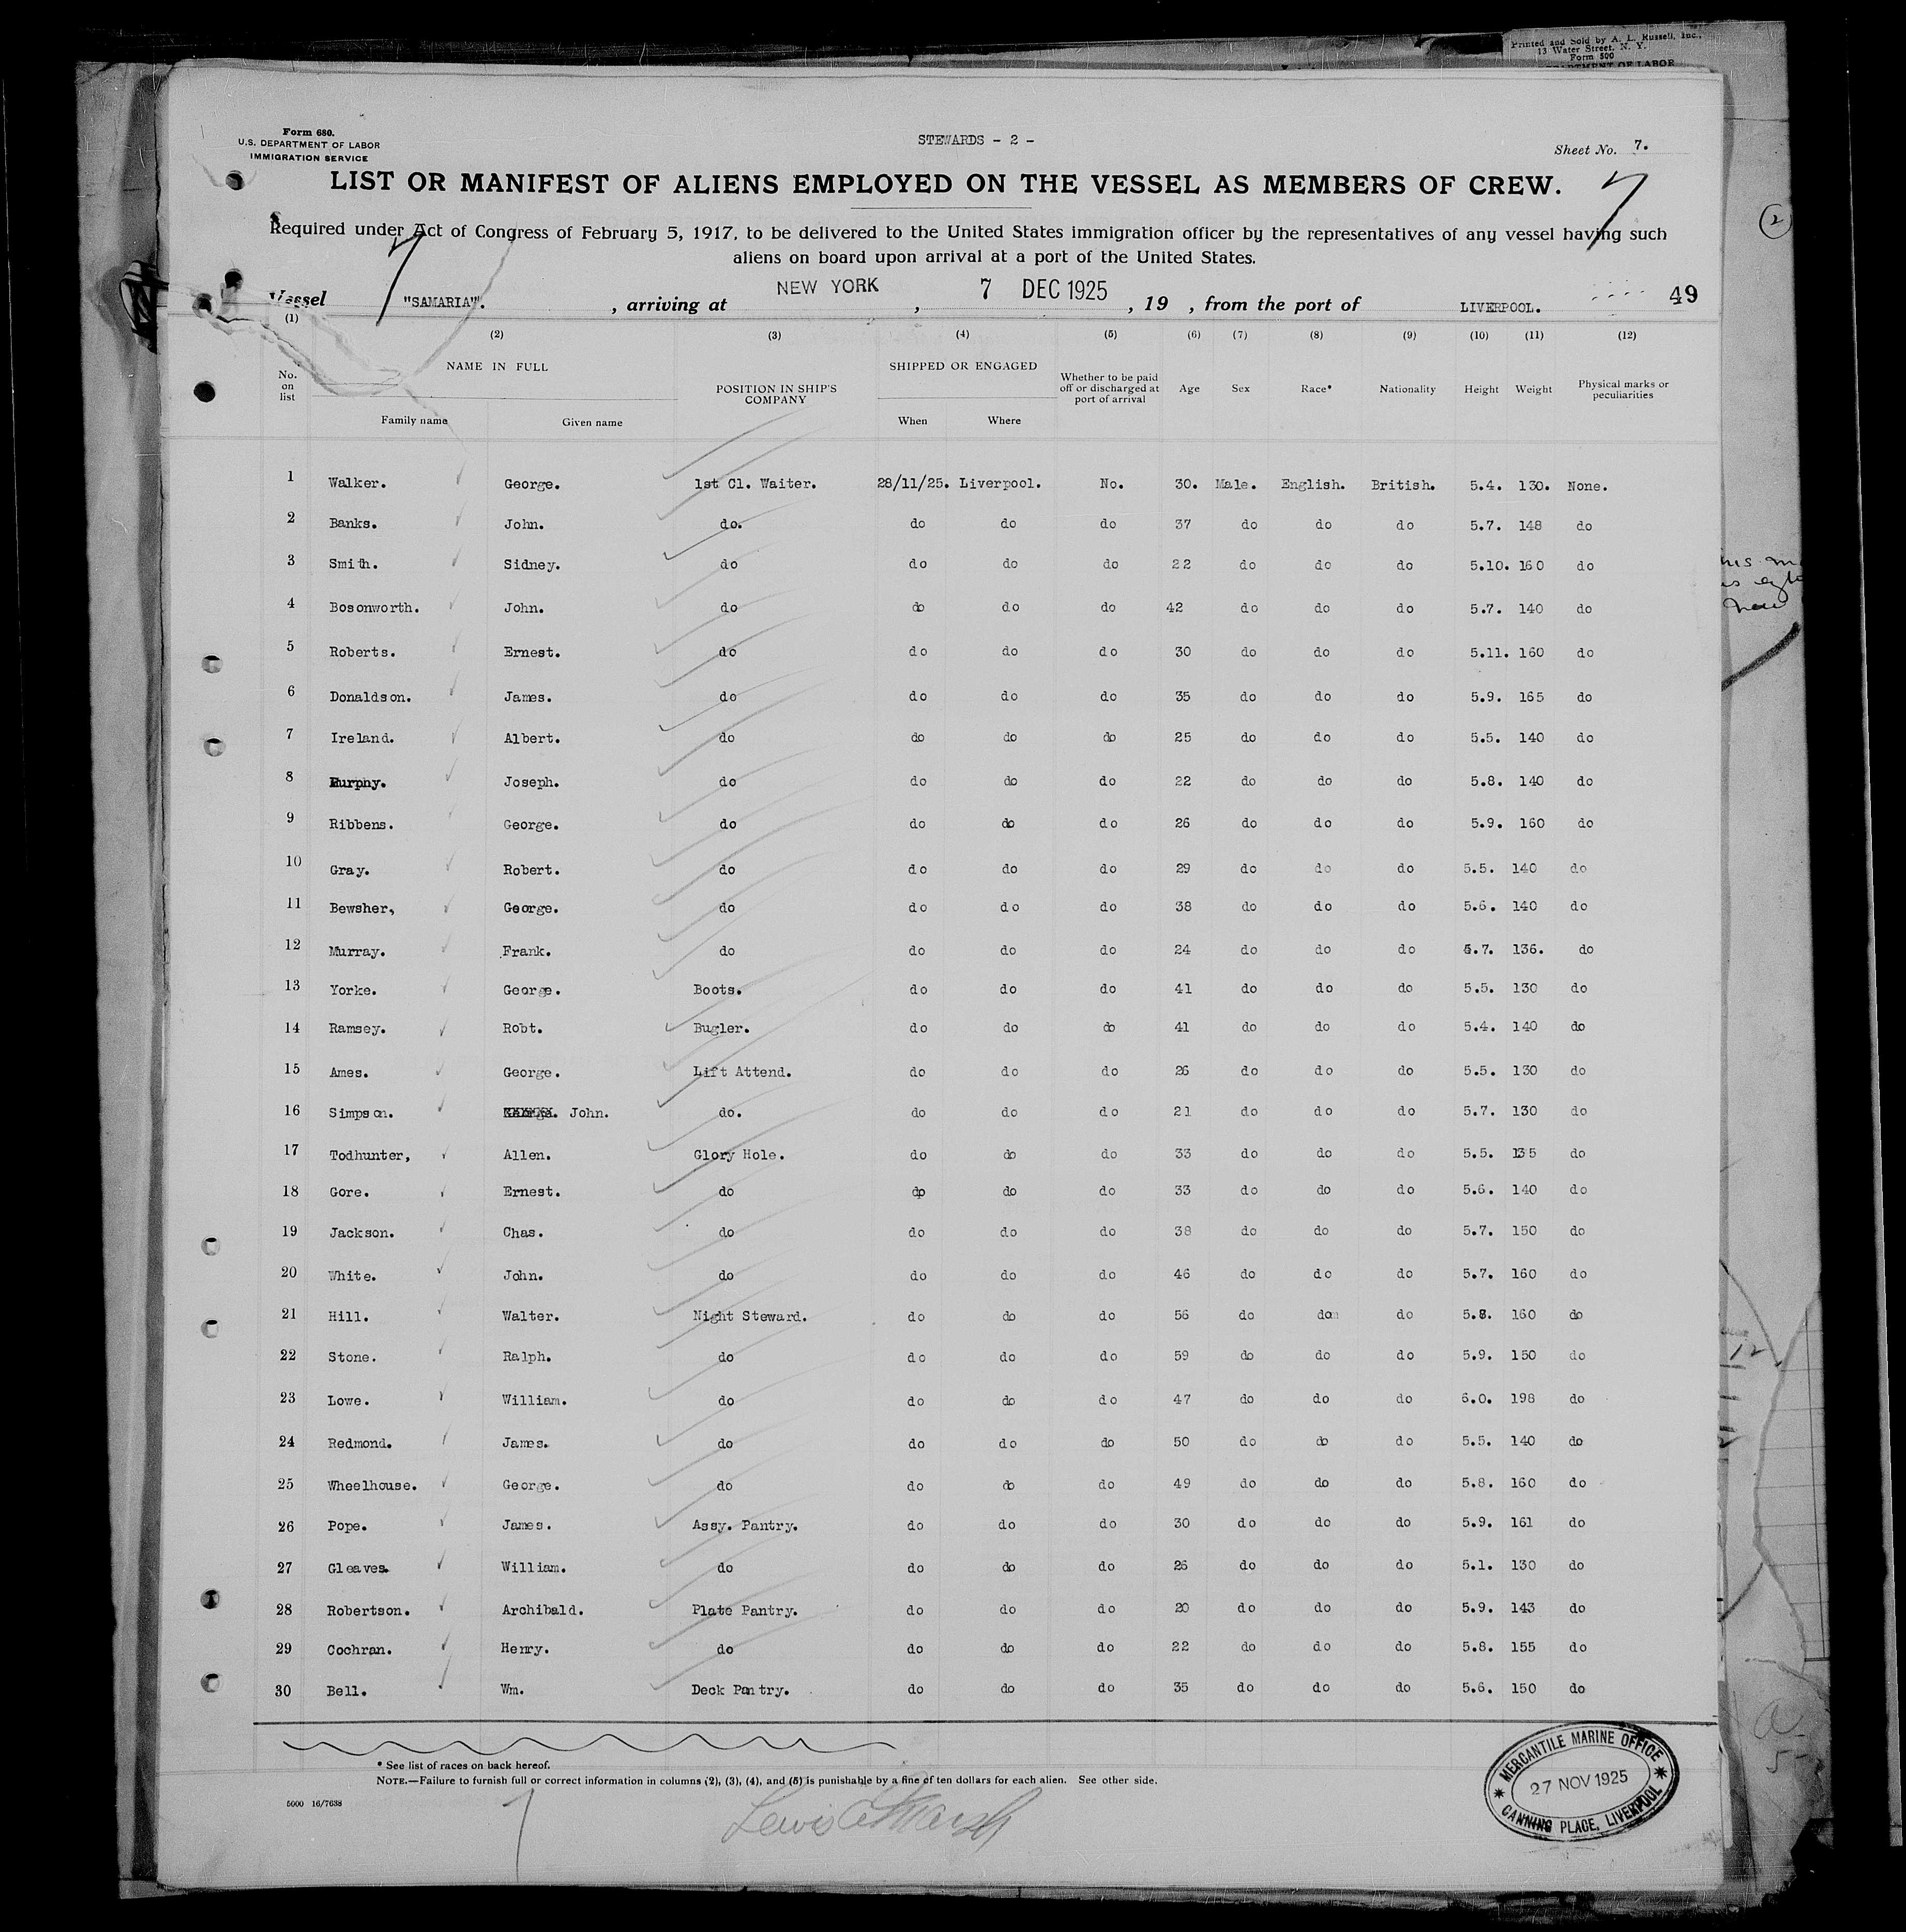 Printed and Sold by A. L. Russell, Inc.,
13 Water Street, N. Y.
Form 500
OF LABOR
Form 680.
U.S. DEPARTMENT OF LABOR
IMMIGRATION SERVICE
STEWARDS - 2 -
Sheet No. 7.
LIST OR MANIFEST OF ALIENS EMPLOYED ON THE VESSEL AS MEMBERS OF CREW.
7
2
Required under Act of Congress of February 5, 1917, to be delivered to the United States immigration officer by the representatives of any vessel having such
aliens on board upon arrival at a port of the United States.
7
Vessel "SAMARIA". , arriving at NEW YORK , 7 DEC 1925 , 19 , from the port of LIVERPOOL. 49
(1) (2) (3) (4) (5) (6) (7) (8) (9) (10) (11) (12)
No. on list NAME IN FULL Family name Given name POSITION IN SHIP'S COMPANY SHIPPED OR ENGAGED When Where Whether to be paid off or discharged at port of arrival Age Sex Race* Nationality Height Weight Physical marks or peculiarities
1 Walker. George. 1st Cl. Waiter. 28/11/25. Liverpool. No. 30. Male. English. British. 5.4. 130. None.
2 Banks. John. do. do do do 37 do do do 5.7. 148 do
3 Smith. Sidney. do do do do 22 do do do 5.10. 160 do
4 Bosonworth. John. do do do do 42 do do do 5.7. 140 do
5 Roberts. Ernest. do do do do 30 do do do 5.11. 160 do
6 Donaldson. James. do do do do 35 do do do 5.9. 165 do
7 Ireland. Albert. do do do do 25 do do do 5.5. 140 do
8 Murphy. Joseph. do do do do 22 do do do 5.8. 140 do
9 Ribbens. George. do do do do 26 do do do 5.9. 160 do
10 Gray. Robert. do do do do 29 do do do 5.5. 140 do
11 Bewsher, George. do do do do 38 do do do 5.6. 140 do
12 Murray. Frank. do do do do 24 do do do 5.7. 136. do
13 Yorke. George. Boots. do do do 41 do do do 5.5. 130 do
14 Ramsey. Robt. Bugler. do do do 41 do do do 5.4. 140 do
15 Ames. George. Lift Attend. do do do 26 do do do 5.5. 130 do
16 Simpson. John. do. do do do 21 do do do 5.7. 130 do
17 Todhunter, Allen. Glory Hole. do do do 33 do do do 5.5. 135 do
18 Gore. Ernest. do do do do 33 do do do 5.6. 140 do
19 Jackson. Chas. do do do do 38 do do do 5.7. 150 do
20 White. John. do do do do 46 do do do 5.7. 160 do
21 Hill. Walter. Night Steward. do do do 56 do do do 5.8. 160 do
22 Stone. Ralph. do do do do 59 do do do 5.9. 150 do
23 Lowe. William. do do do do 47 do do do 6.0. 198 do
24 Redmond. James. do do do do 50 do do do 5.5. 140 do
25 Wheelhouse. George. do do do do 49 do do do 5.8. 160 do
26 Pope. James. Assy. Pantry. do do do 30 do do do 5.9. 161 do
27 Gleaves. William. do do do do 26 do do do 5.1. 130 do
28 Robertson. Archibald. Plate Pantry. do do do 20 do do do 5.9. 143 do
29 Cochran. Henry. do do do do 22 do do do 5.8. 155 do
30 Bell. Wm. Deck Pantry. do do do 35 do do do 5.6. 150 do
* See list of races on back hereof.
NOTE.—Failure to furnish full or correct information in columns (2), (3), (4), and (5) is punishable by a fine of ten dollars for each alien. See other side.
5000 16/7638
Lewis
MERCANTILE MARINE OFFICE
27 NOV 1925
CANNING PLACE, LIVERPOOL